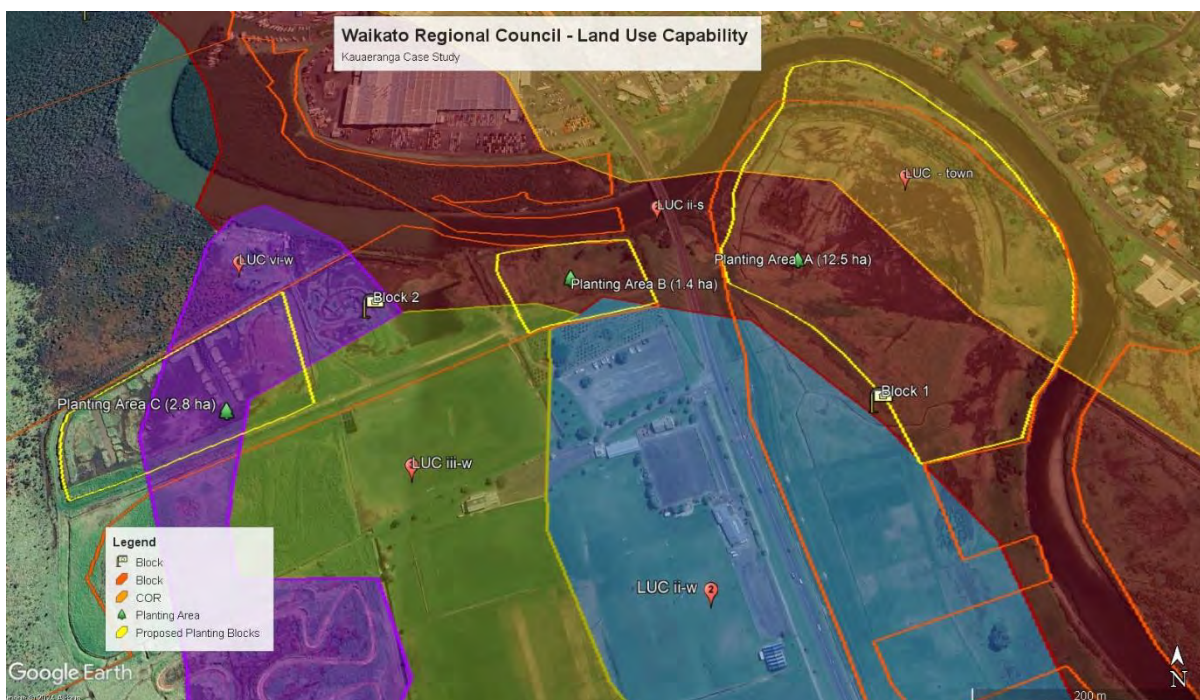 Waikato Regional Council - Land Use Capability
Kauaeranga Case Study
LUC - town
LUC ii-s
LUC vi-w
Planting Area A (12.5 ha)
Planting Area B (1.4 ha)
Block 2
Block 1
Planting Area C (2.8 ha)
LUC iii-w
LUC ii-w
2
Legend
Block
Block
COR
Planting Area
Proposed Planting Blocks
Google Earth
200 m
N